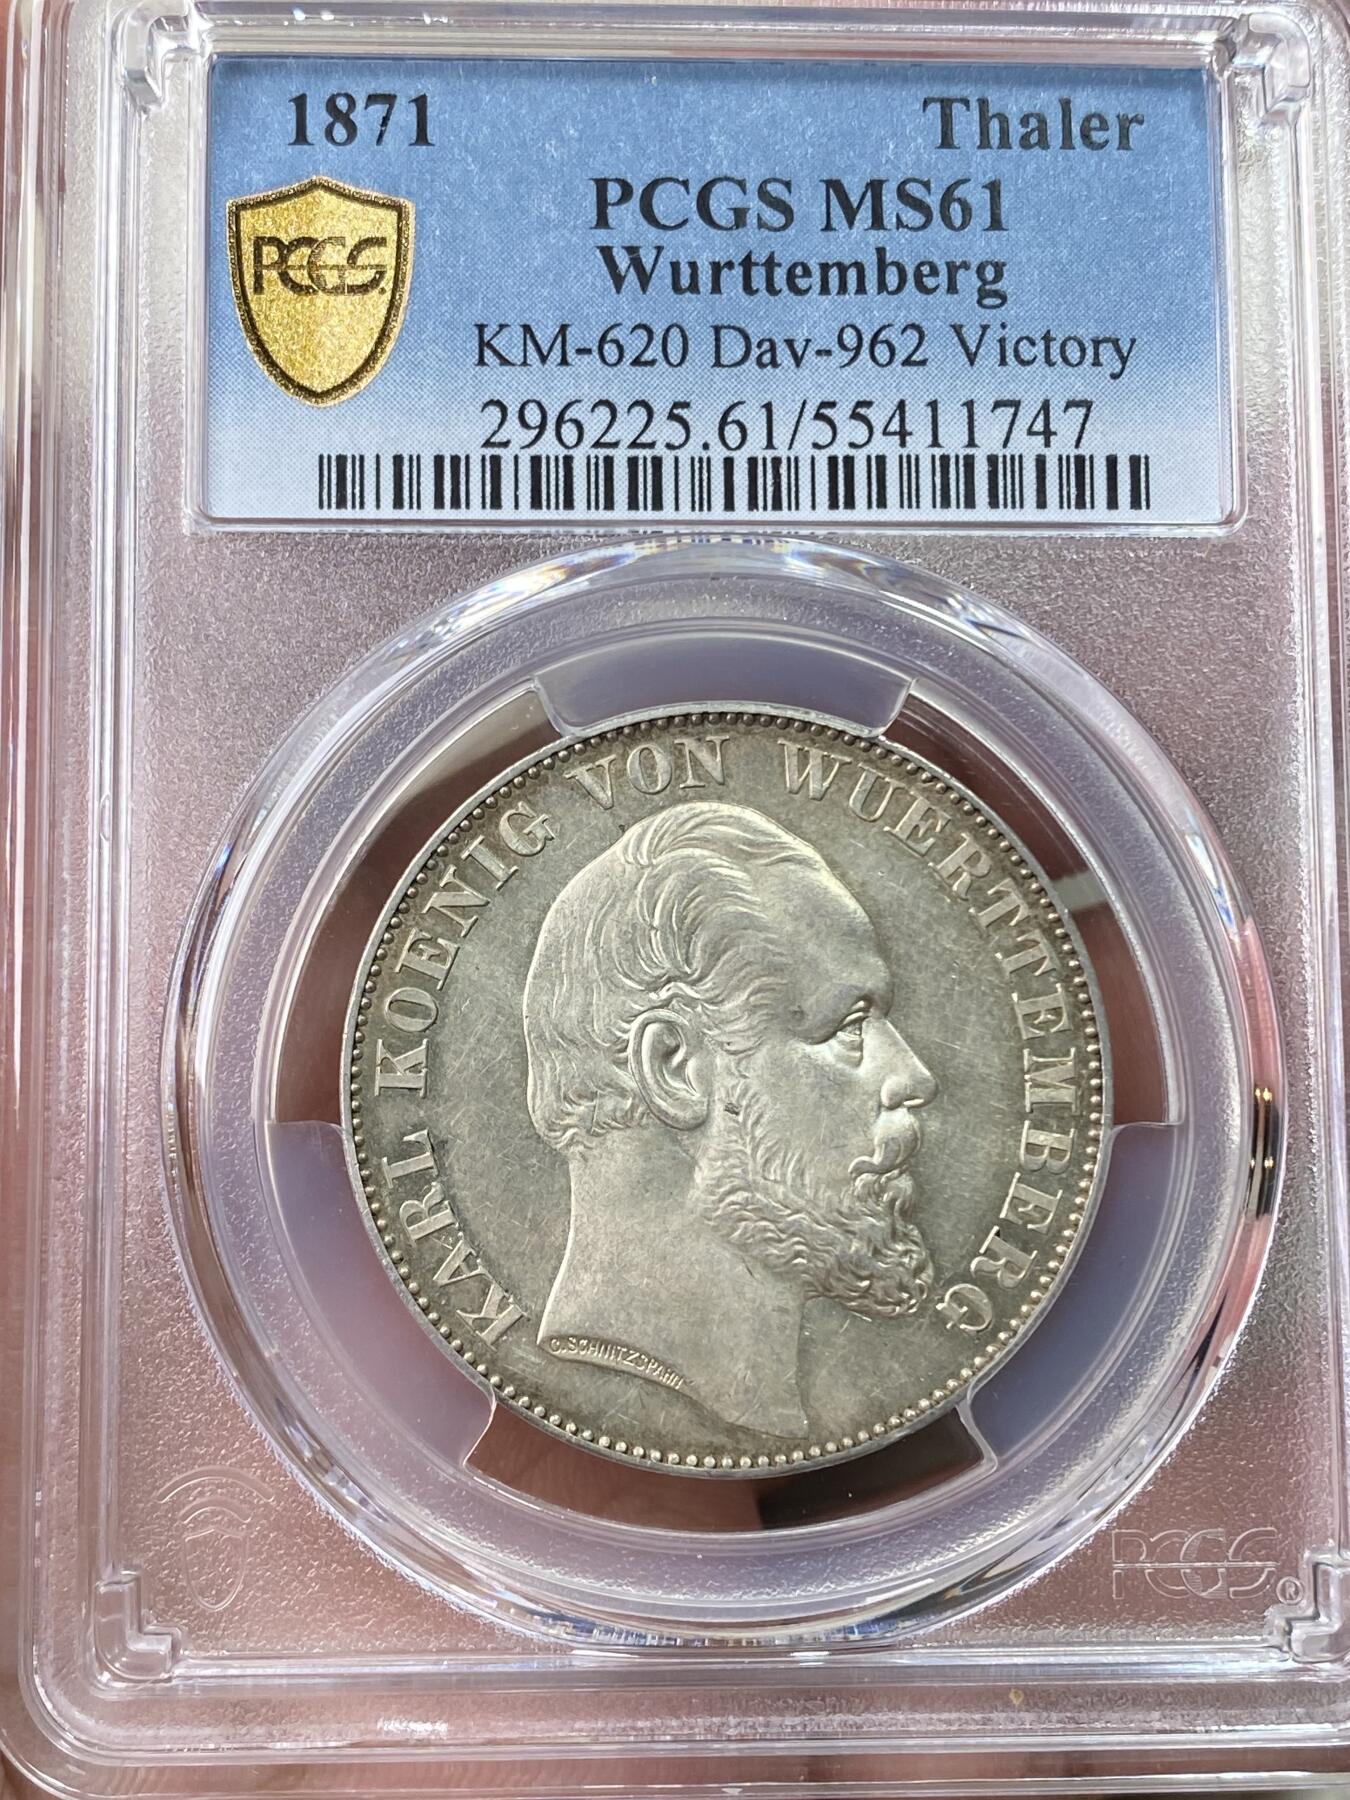 1871 Thaler
PCGS MS61
PCGS
Wurttemberg
KM-620 Dav-962 Victory
296225.61/55411747
KARL KOENIG VON WUERTTEMBERG
C. SCHNITZSPAHN
PCGS